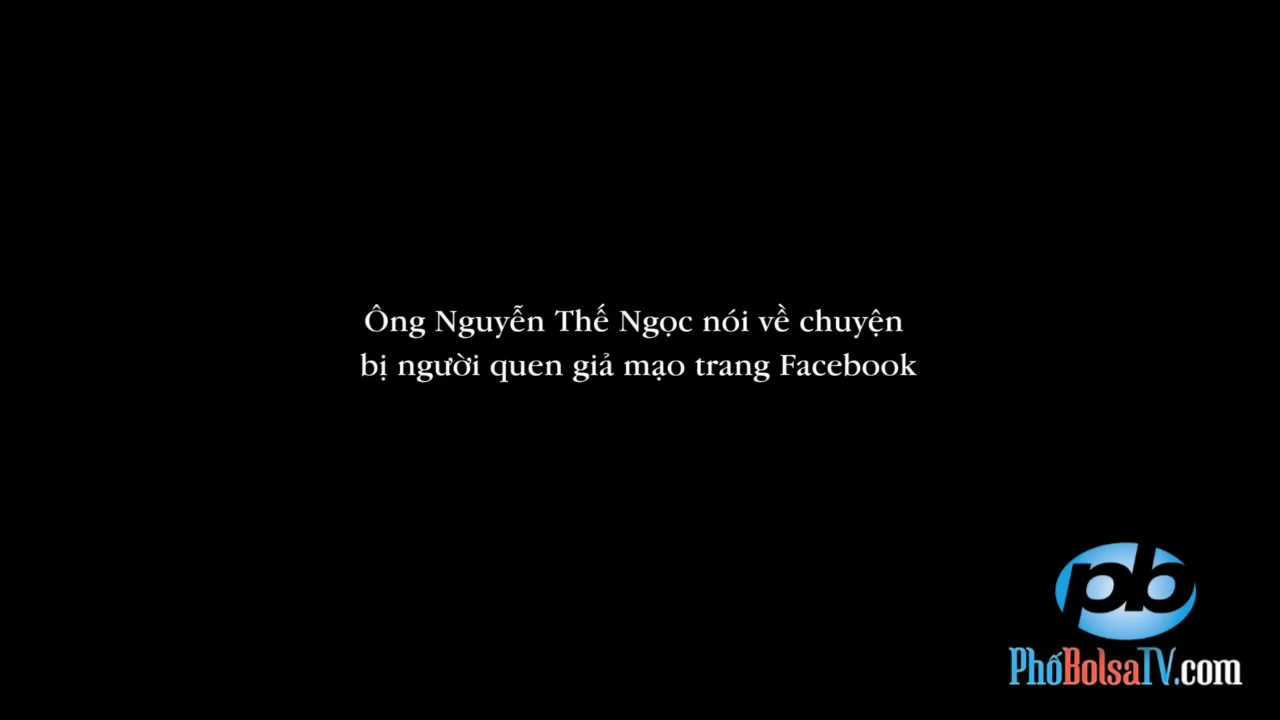 Ông Nguyễn Thế Ngọc nói về chuyện
bị người quen giả mạo trang Facebook
pb
PhốBolsaTV.com